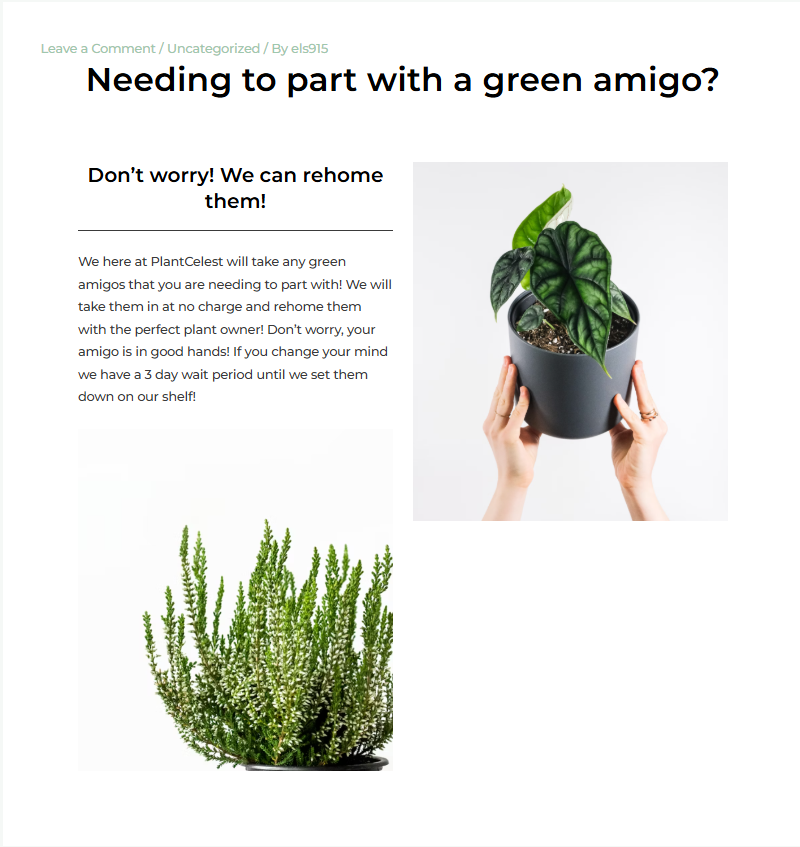 Leave a Comment / Uncategorized / By els915
Needing to part with a green amigo?
Don’t worry! We can rehome
them!
We here at PlantCelest will take any green
amigos that you are needing to part with! We will
take them in at no charge and rehome them
with the perfect plant owner! Don’t worry, your
amigo is in good hands! If you change your mind
we have a 3 day wait period until we set them
down on our shelf!